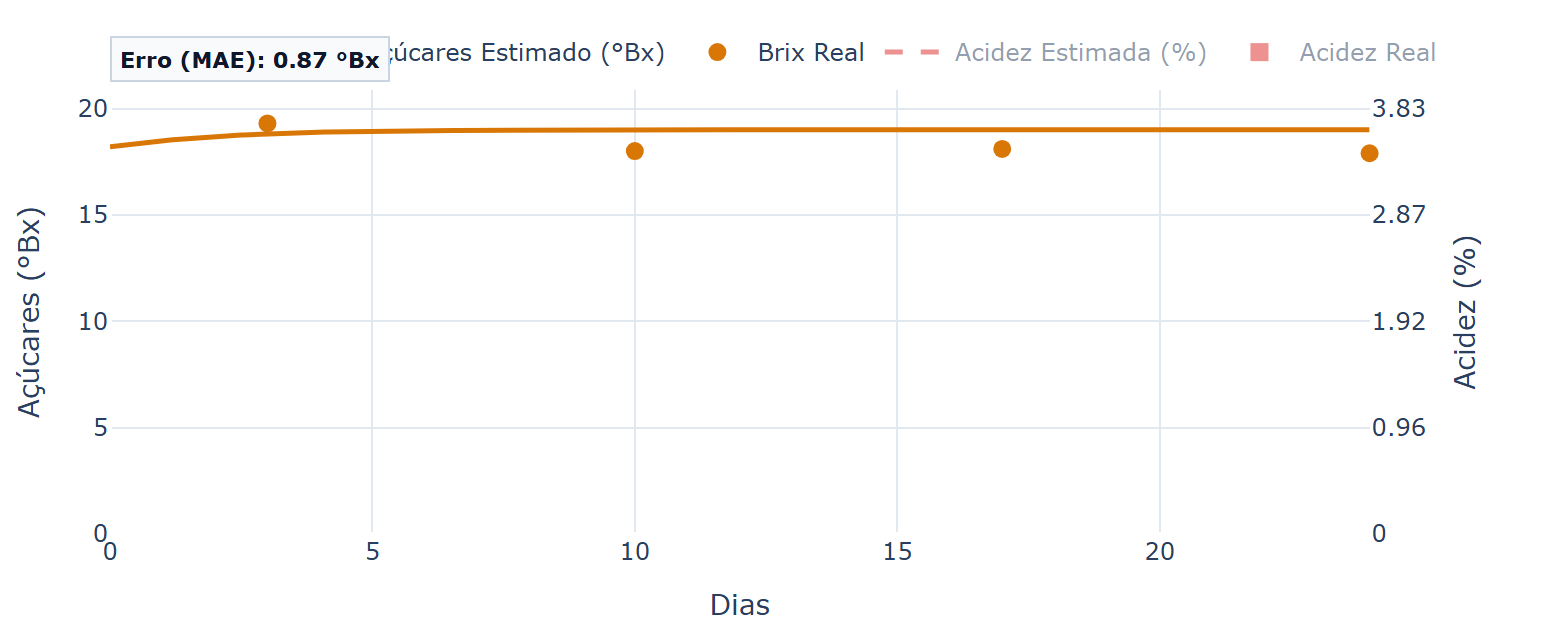 Erro (MAE): 0.87 °Bx
çúcares Estimado (°Bx)
Brix Real
Acidez Estimada (%)
Acidez Real
20
15
10
5
0
Açúcares (°Bx)
3.83
2.87
1.92
0.96
0
Acidez (%)
0
5
10
15
20
Dias